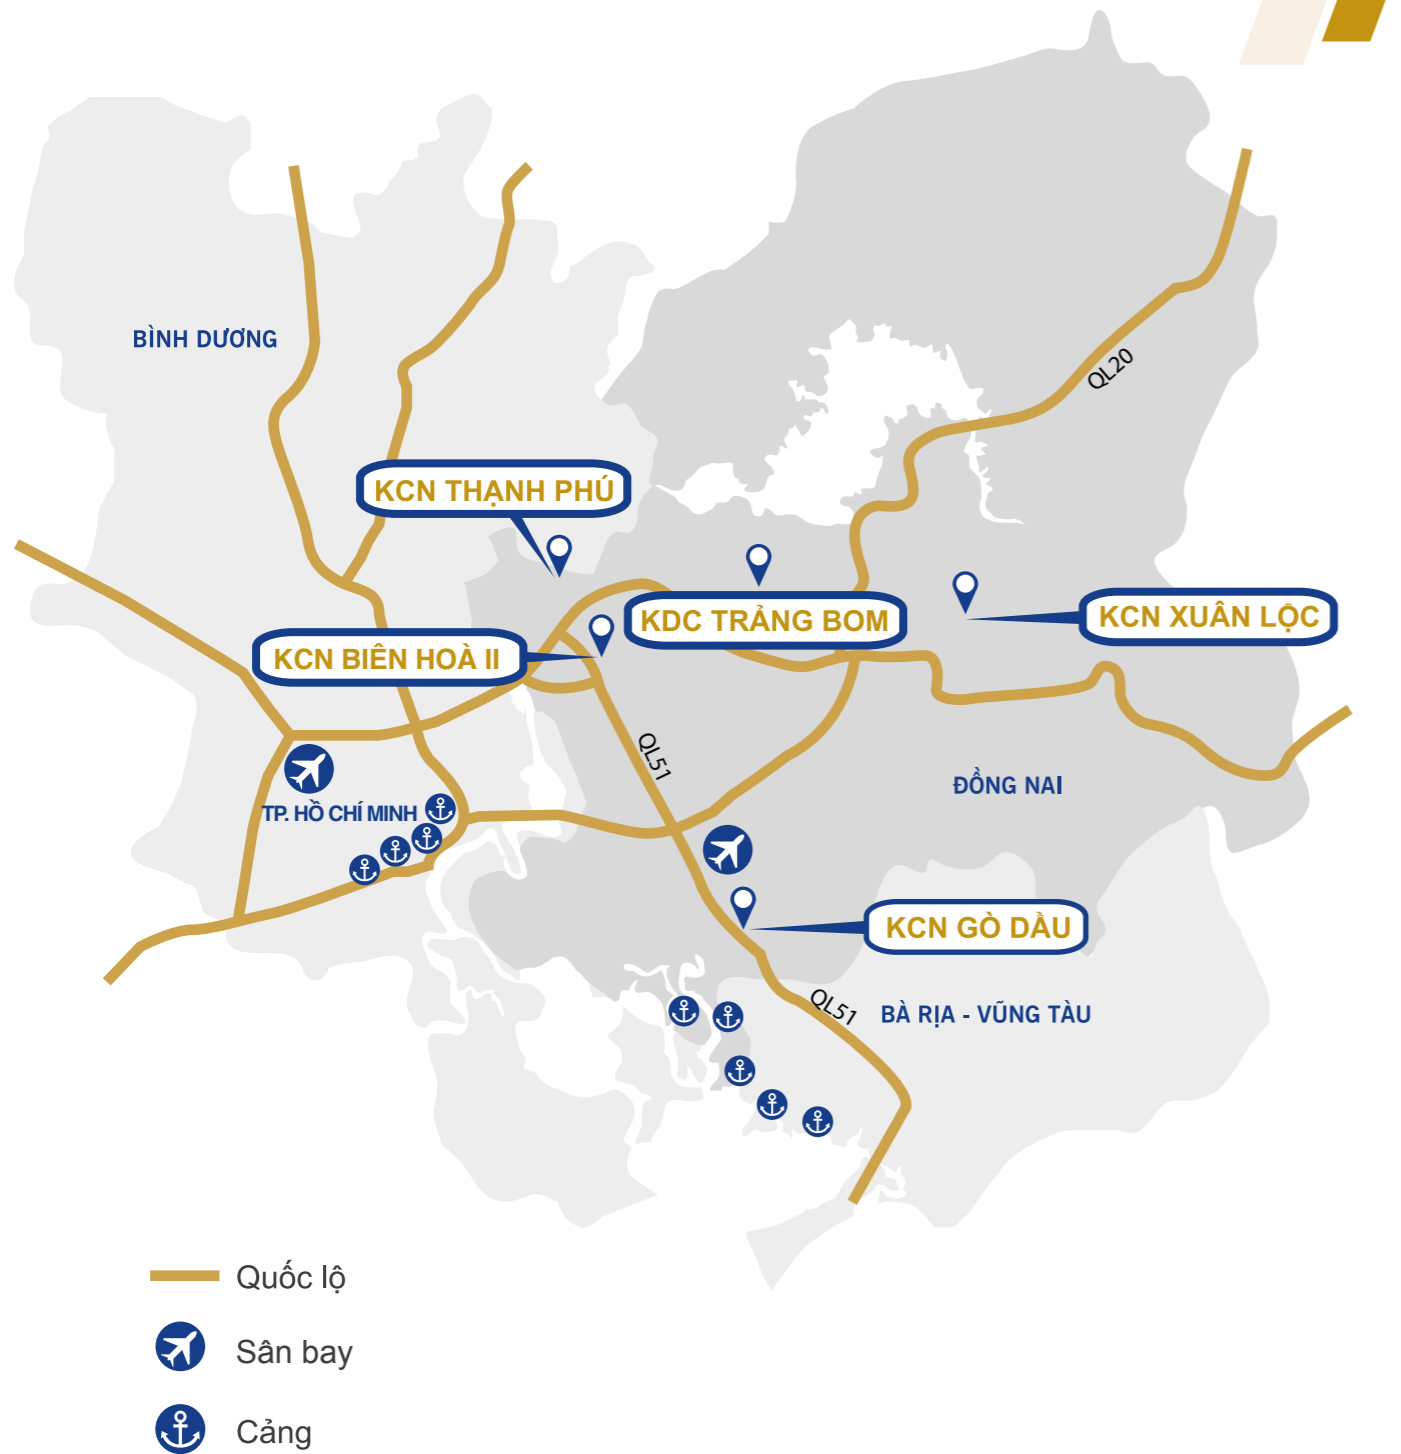 QL20
BÌNH DƯƠNG
KCN THẠNH PHÚ
KDC TRẢNG BOM
KCN XUÂN LỘC
KCN BIÊN HOÀ II
QL51
ĐỒNG NAI
TP. HỒ CHÍ MINH
KCN GÒ DẦU
QL51
BÀ RỊA - VŨNG TÀU
Quốc lộ
Sân bay
Cảng